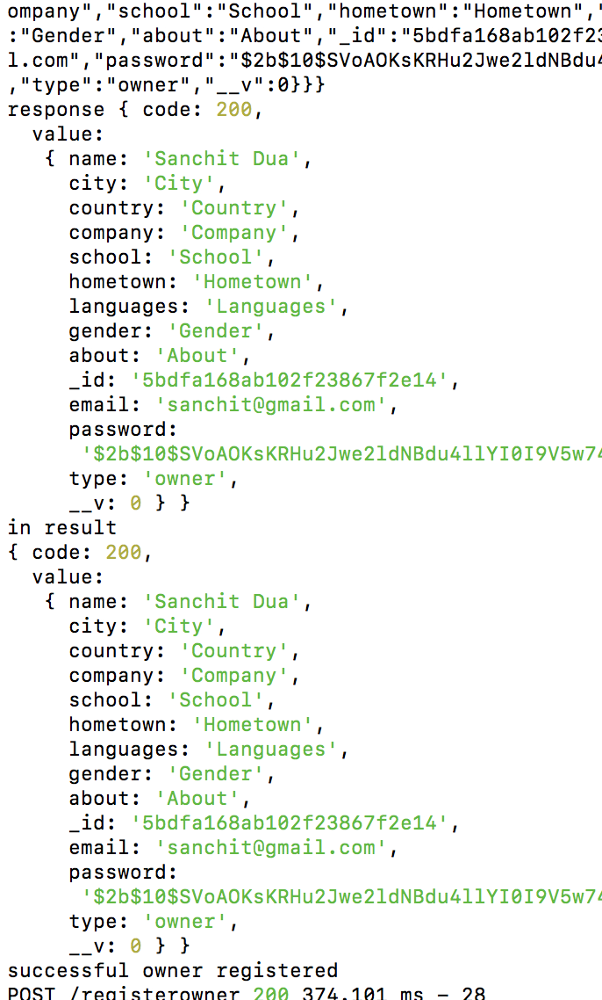 ompany","school":"School","hometown":"Hometown","
:"Gender","about":"About","_id":"5bdfa168ab102f23
l.com","password":"$2b$10$SVoAOKsKRHu2Jwe2ldNBdu4
,"type":"owner","__v":0}}}
response { code: 200,
  value:
   { name: 'Sanchit Dua',
     city: 'City',
     country: 'Country',
     company: 'Company',
     school: 'School',
     hometown: 'Hometown',
     languages: 'Languages',
     gender: 'Gender',
     about: 'About',
     _id: '5bdfa168ab102f23867f2e14',
     email: 'sanchit@gmail.com',
     password:
      '$2b$10$SVoAOKsKRHu2Jwe2ldNBdu4llYI0I9V5w74
     type: 'owner',
     __v: 0 } }
in result
{ code: 200,
  value:
   { name: 'Sanchit Dua',
     city: 'City',
     country: 'Country',
     company: 'Company',
     school: 'School',
     hometown: 'Hometown',
     languages: 'Languages',
     gender: 'Gender',
     about: 'About',
     _id: '5bdfa168ab102f23867f2e14',
     email: 'sanchit@gmail.com',
     password:
      '$2b$10$SVoAOKsKRHu2Jwe2ldNBdu4llYI0I9V5w74
     type: 'owner',
     __v: 0 } }
successful owner registered
POST /registerowner 200 374.101 ms - 28